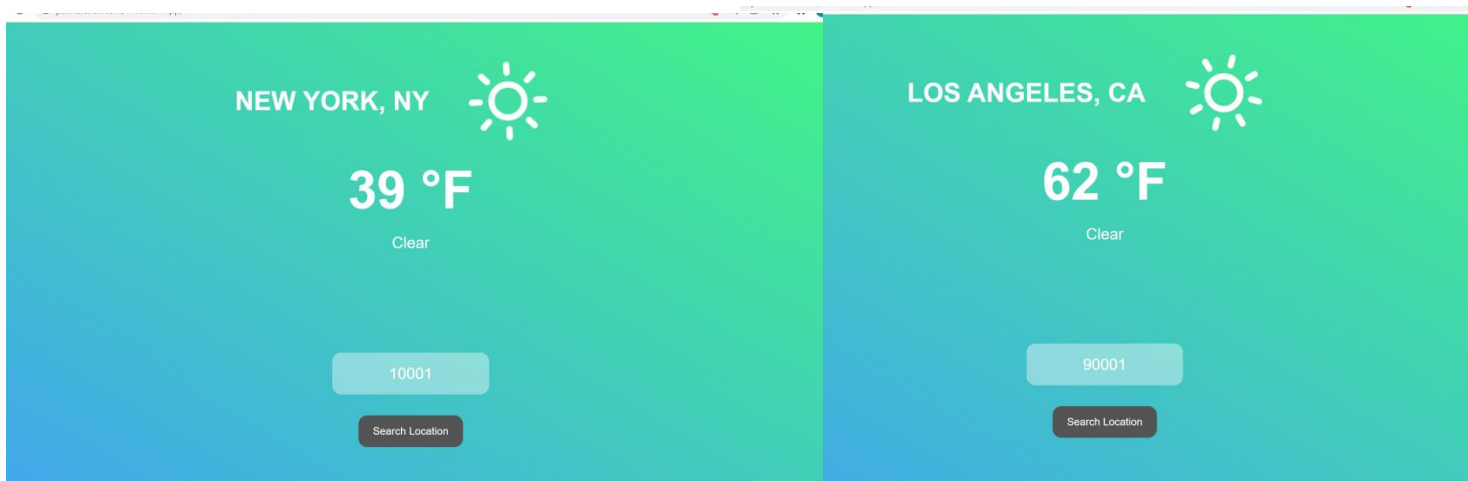 NEW YORK, NY
39 °F
Clear
10001
Search Location
LOS ANGELES, CA
62 °F
Clear
90001
Search Location